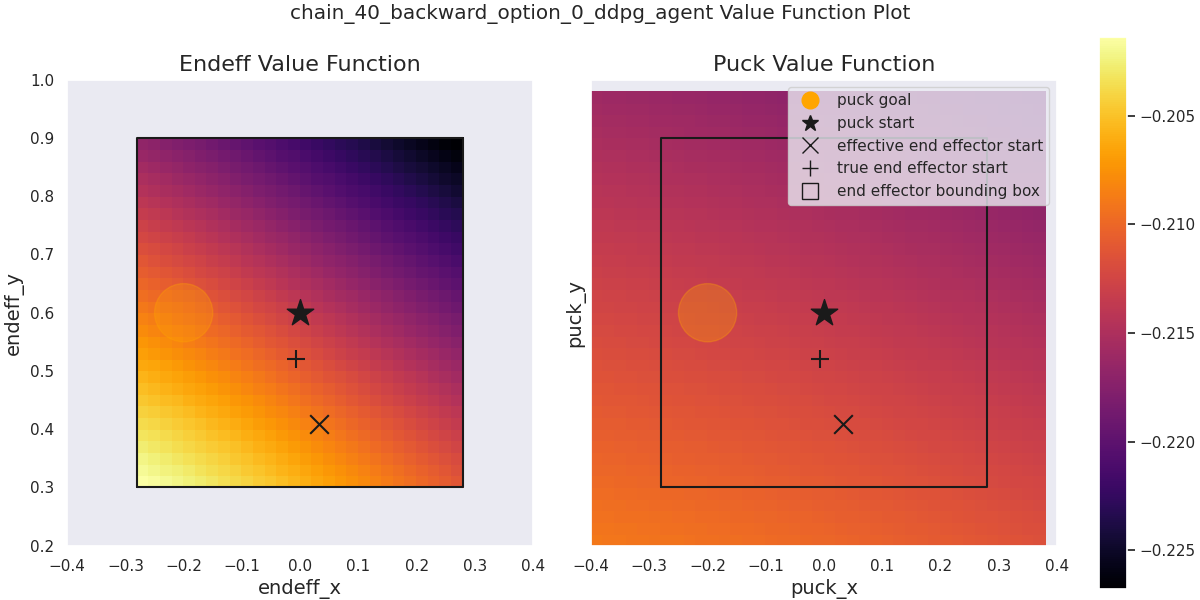 chain_40_backward_option_0_ddpg_agent Value Function Plot
Endeff Value Function
Puck Value Function
1.0
0.9
0.8
0.7
0.6
0.5
0.4
0.3
0.2
endeff_y
−0.4 −0.3 −0.2 −0.1 0.0 0.1 0.2 0.3 0.4
endeff_x
puck_y
puck goal
puck start
effective end effector start
true end effector start
end effector bounding box
−0.4 −0.3 −0.2 −0.1 0.0 0.1 0.2 0.3 0.4
puck_x
−0.205
−0.210
−0.215
−0.220
−0.225